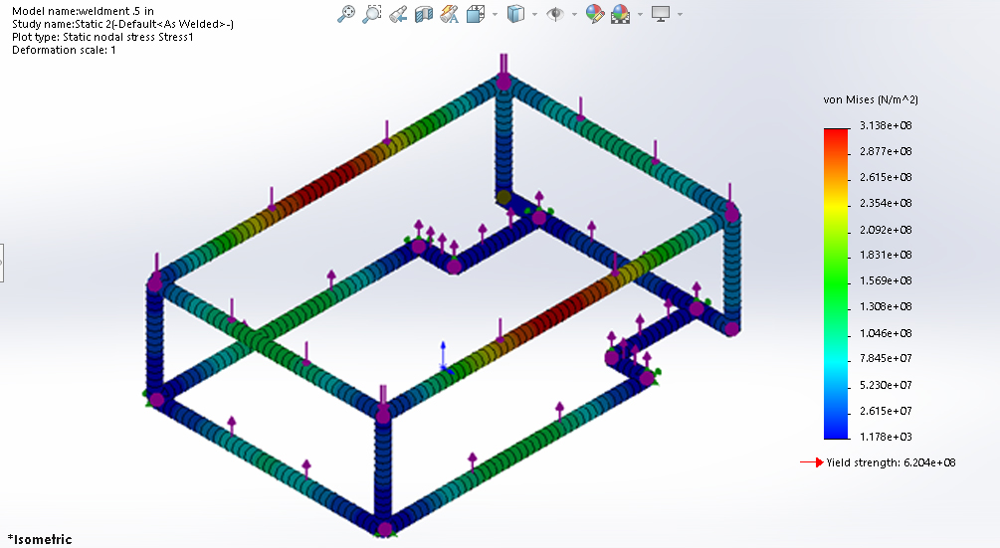 Model name:weldment .5 in
Study name:Static 2(-Default<As Welded>-)
Plot type: Static nodal stress Stress1
Deformation scale: 1
von Mises (N/m^2)
3.138e+08
2.877e+08
2.615e+08
2.354e+08
2.092e+08
1.831e+08
1.569e+08
1.308e+08
1.046e+08
7.845e+07
5.230e+07
2.615e+07
1.178e+03
Yield strength: 6.204e+08
*Isometric